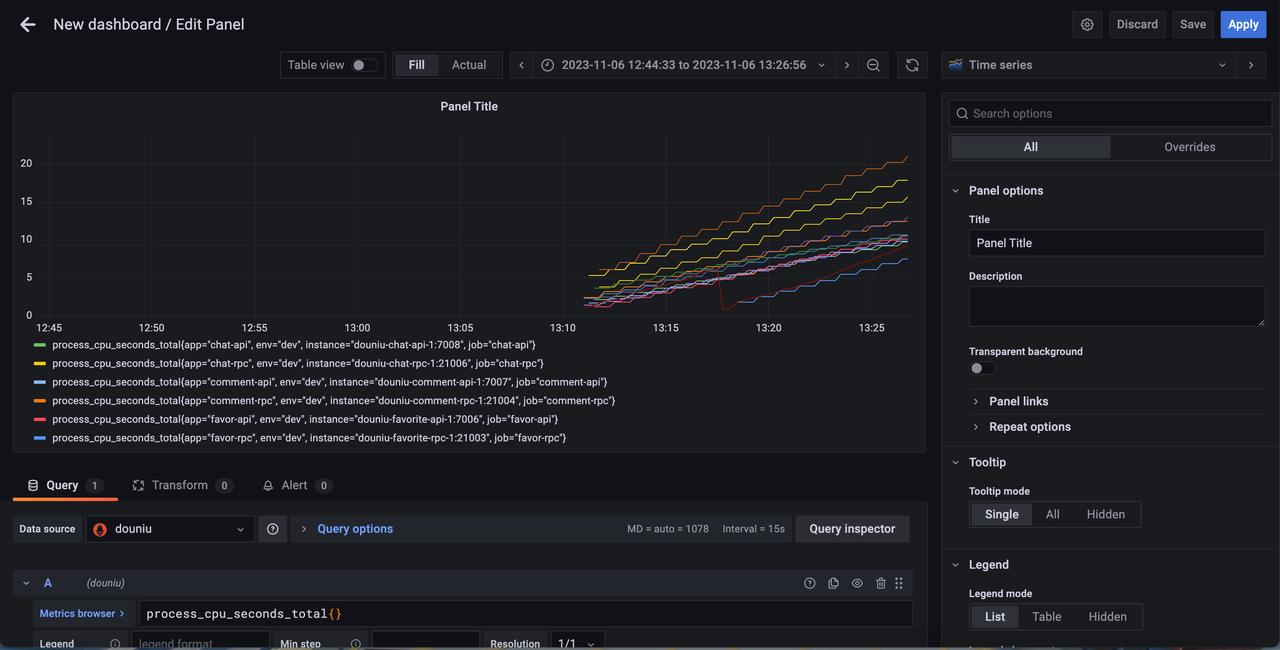 New dashboard / Edit Panel
Discard
Save
Apply
Table view
Fill
Actual
2023-11-06 12:44:33 to 2023-11-06 13:26:56
Time series
Panel Title
20
15
10
5
0
12:45
12:50
12:55
13:00
13:05
13:10
13:15
13:20
13:25
process_cpu_seconds_total{app="chat-api", env="dev", instance="douniu-chat-api-1:7008", job="chat-api"}
process_cpu_seconds_total{app="chat-rpc", env="dev", instance="douniu-chat-rpc-1:21006", job="chat-rpc"}
process_cpu_seconds_total{app="comment-api", env="dev", instance="douniu-comment-api-1:7007", job="comment-api"}
process_cpu_seconds_total{app="comment-rpc", env="dev", instance="douniu-comment-rpc-1:21004", job="comment-rpc"}
process_cpu_seconds_total{app="favor-api", env="dev", instance="douniu-favorite-api-1:7006", job="favor-api"}
process_cpu_seconds_total{app="favor-rpc", env="dev", instance="douniu-favorite-rpc-1:21003", job="favor-rpc"}
Query 1
Transform 0
Alert 0
Data source
douniu
Query options
MD = auto = 1078
Interval = 15s
Query inspector
A
(douniu)
Metrics browser
process_cpu_seconds_total{}
Legend
legend format
Min step
Resolution
1/1
Search options
All
Overrides
Panel options
Title
Panel Title
Description
Transparent background
Panel links
Repeat options
Tooltip
Tooltip mode
Single
All
Hidden
Legend
Legend mode
List
Table
Hidden